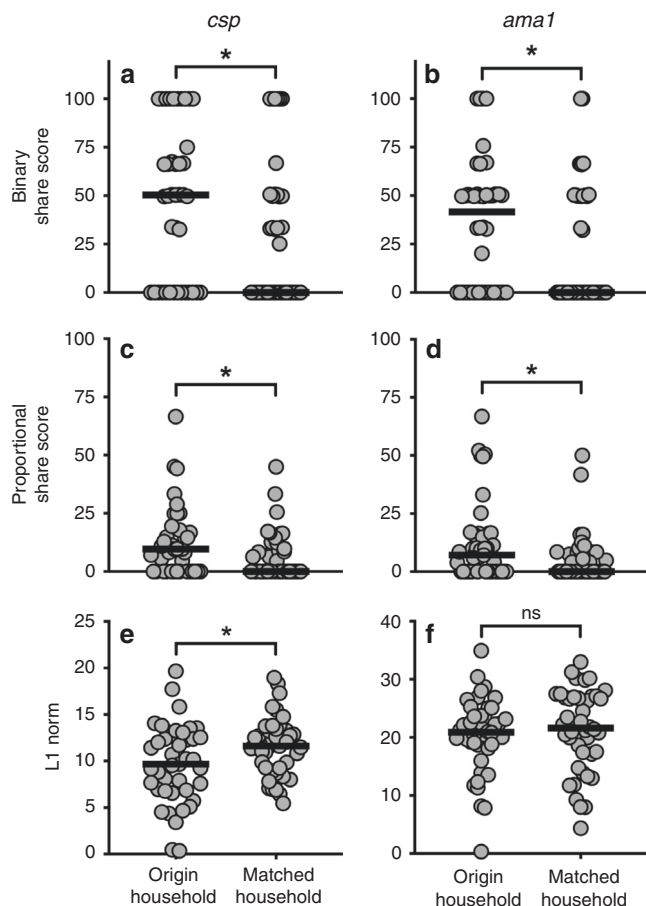 csp
ama1
Binary
share score
a
*
100
75
50
25
0
b
*
100
75
50
25
0
Proportional
share score
c
*
100
75
50
25
0
d
*
100
75
50
25
0
L1 norm
e
*
25
20
15
10
5
0
f
ns
40
30
20
10
0
Origin
household
Matched
household
Origin
household
Matched
household